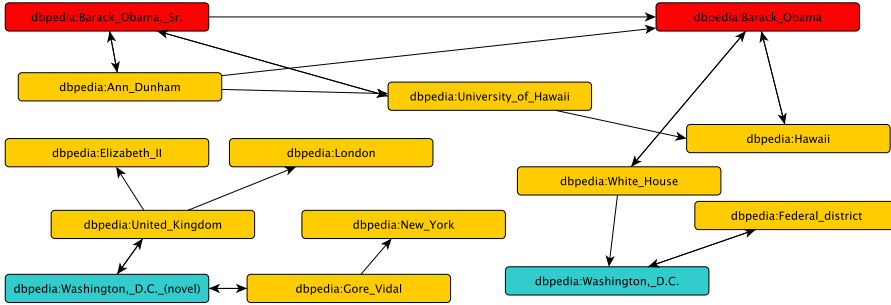 dbpedia:Barack_Obama,_Sr.
dbpedia:Barack_Obama
dbpedia:Ann_Dunham
dbpedia:University_of_Hawaii
dbpedia:Hawaii
dbpedia:Elizabeth_II
dbpedia:London
dbpedia:White_House
dbpedia:Federal_district
dbpedia:United_Kingdom
dbpedia:New_York
dbpedia:Washington,_D.C._(novel)
dbpedia:Gore_Vidal
dbpedia:Washington,_D.C.